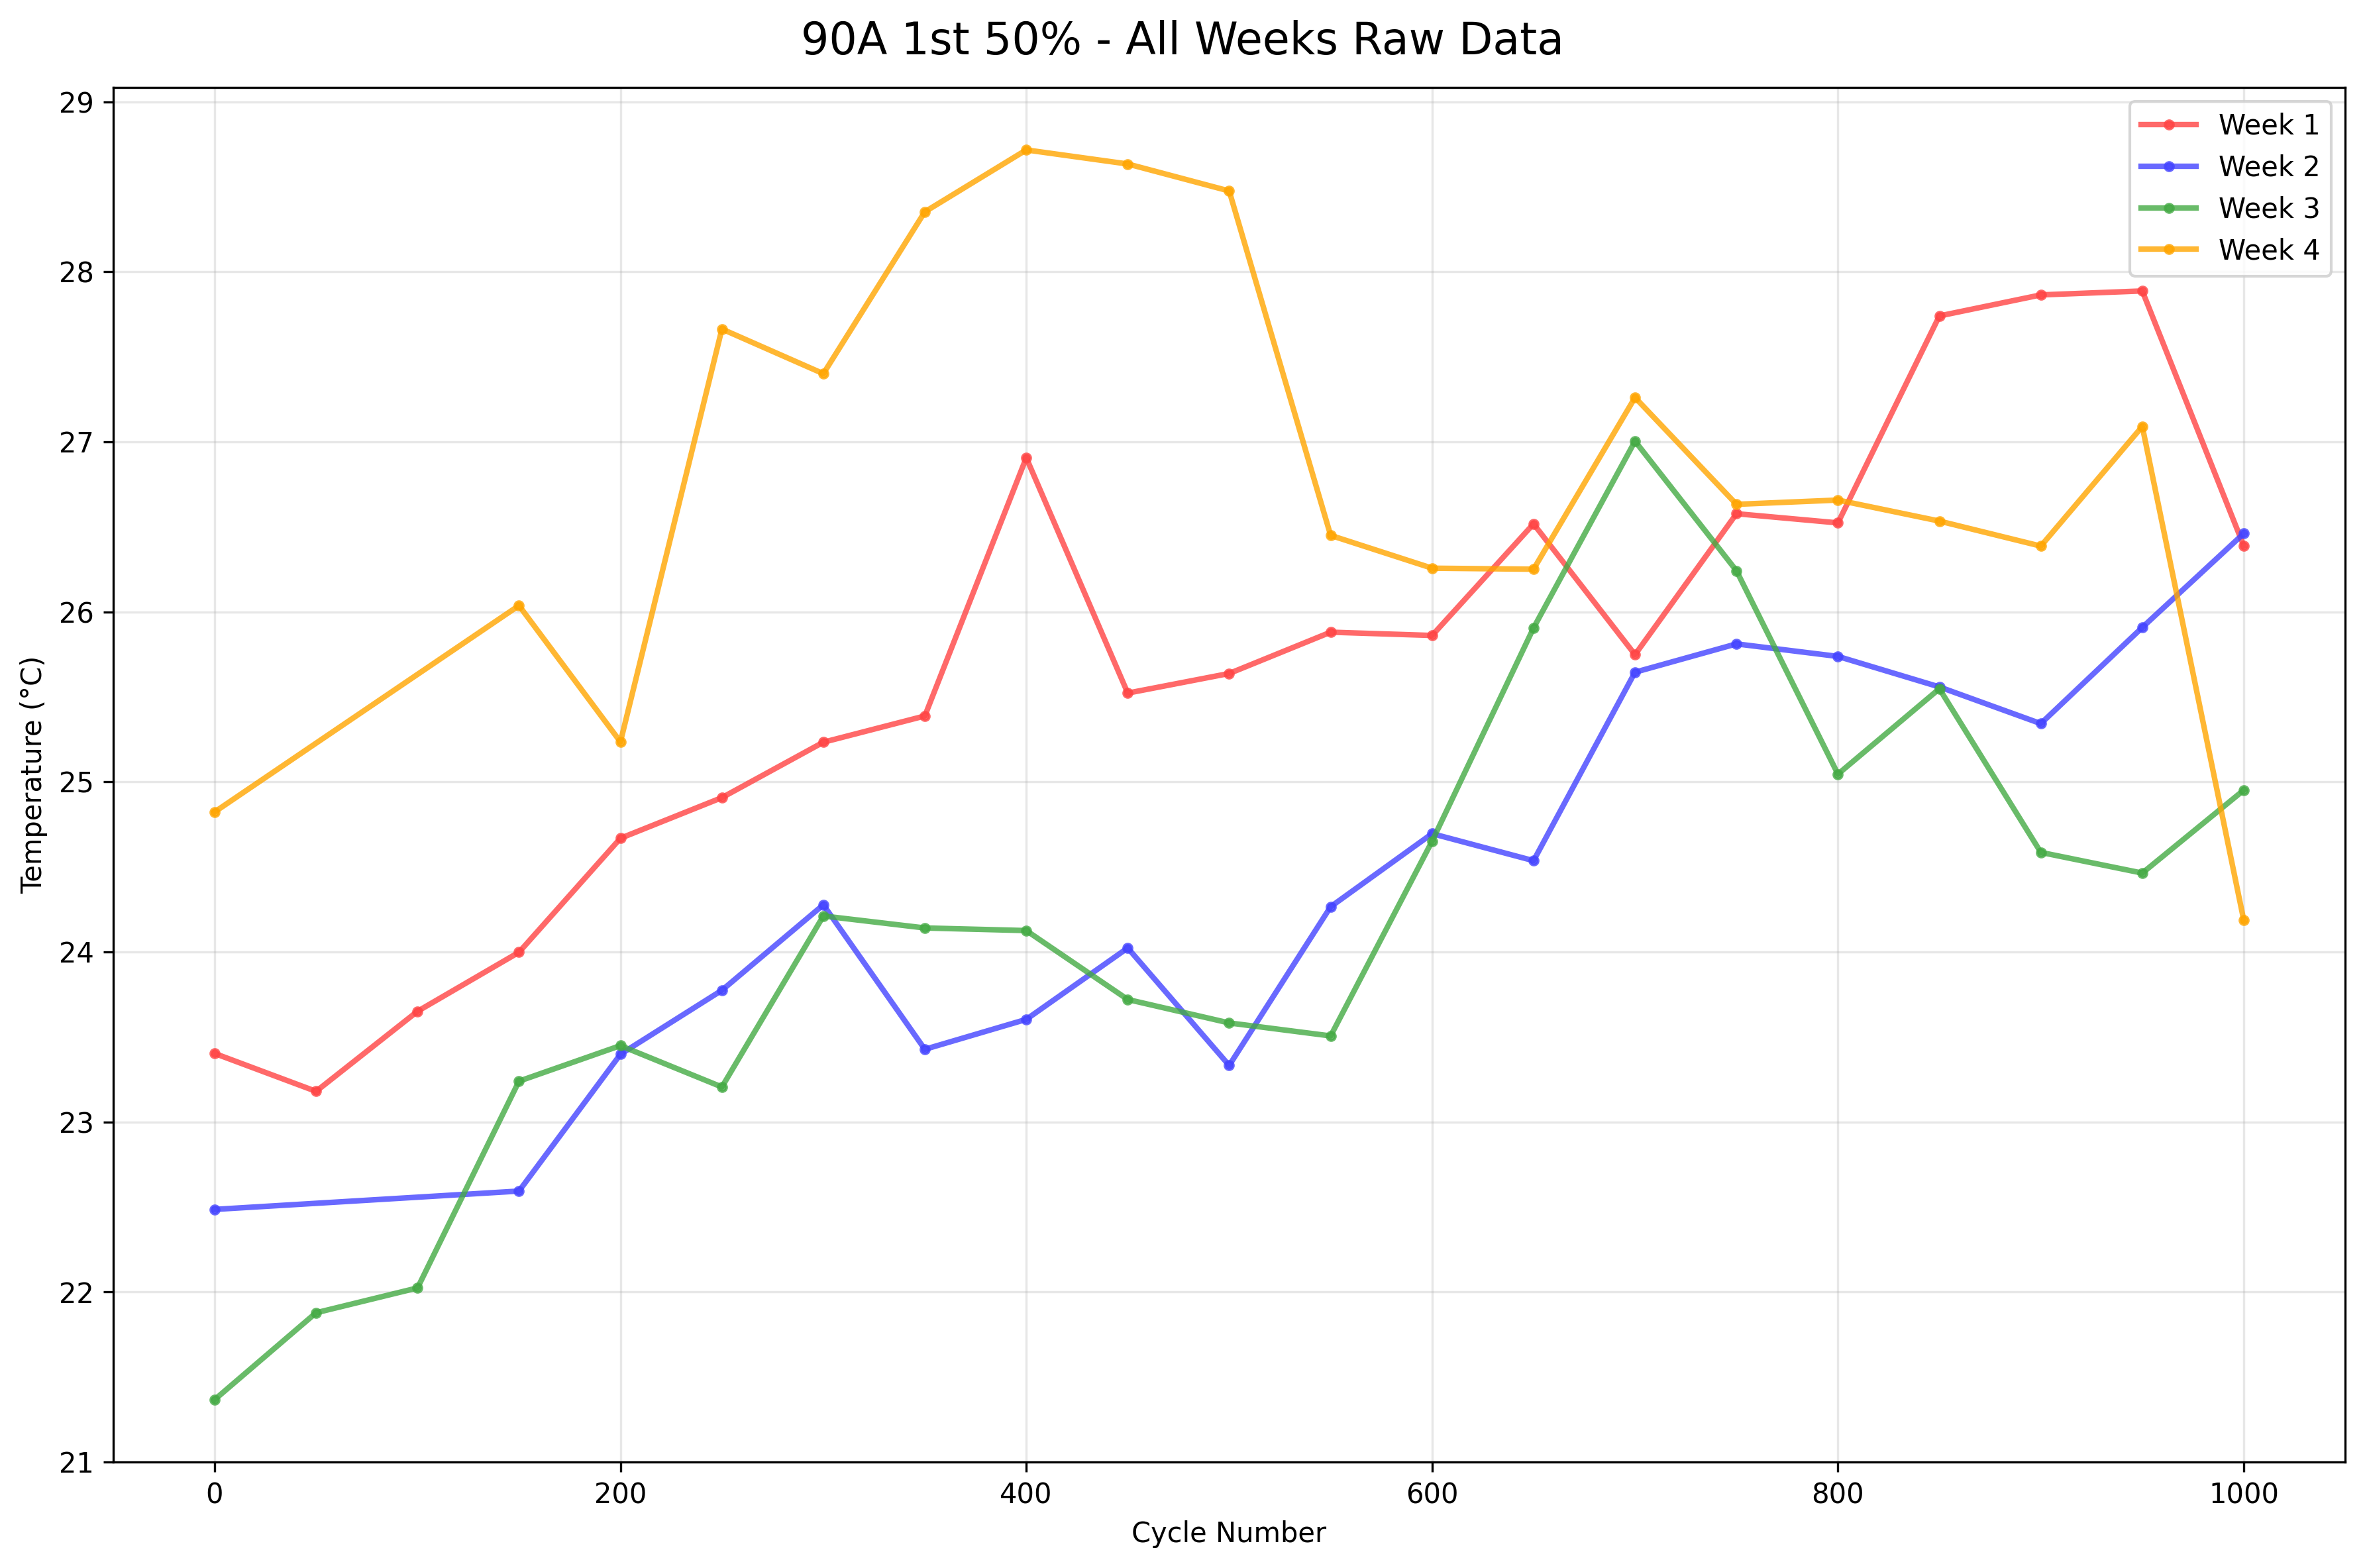 90A 1st 50% - All Weeks Raw Data
29
28
27
26
25
24
23
22
21
Temperature (°C)
Week 1
Week 2
Week 3
Week 4
0 200 400 600 800 1000
Cycle Number